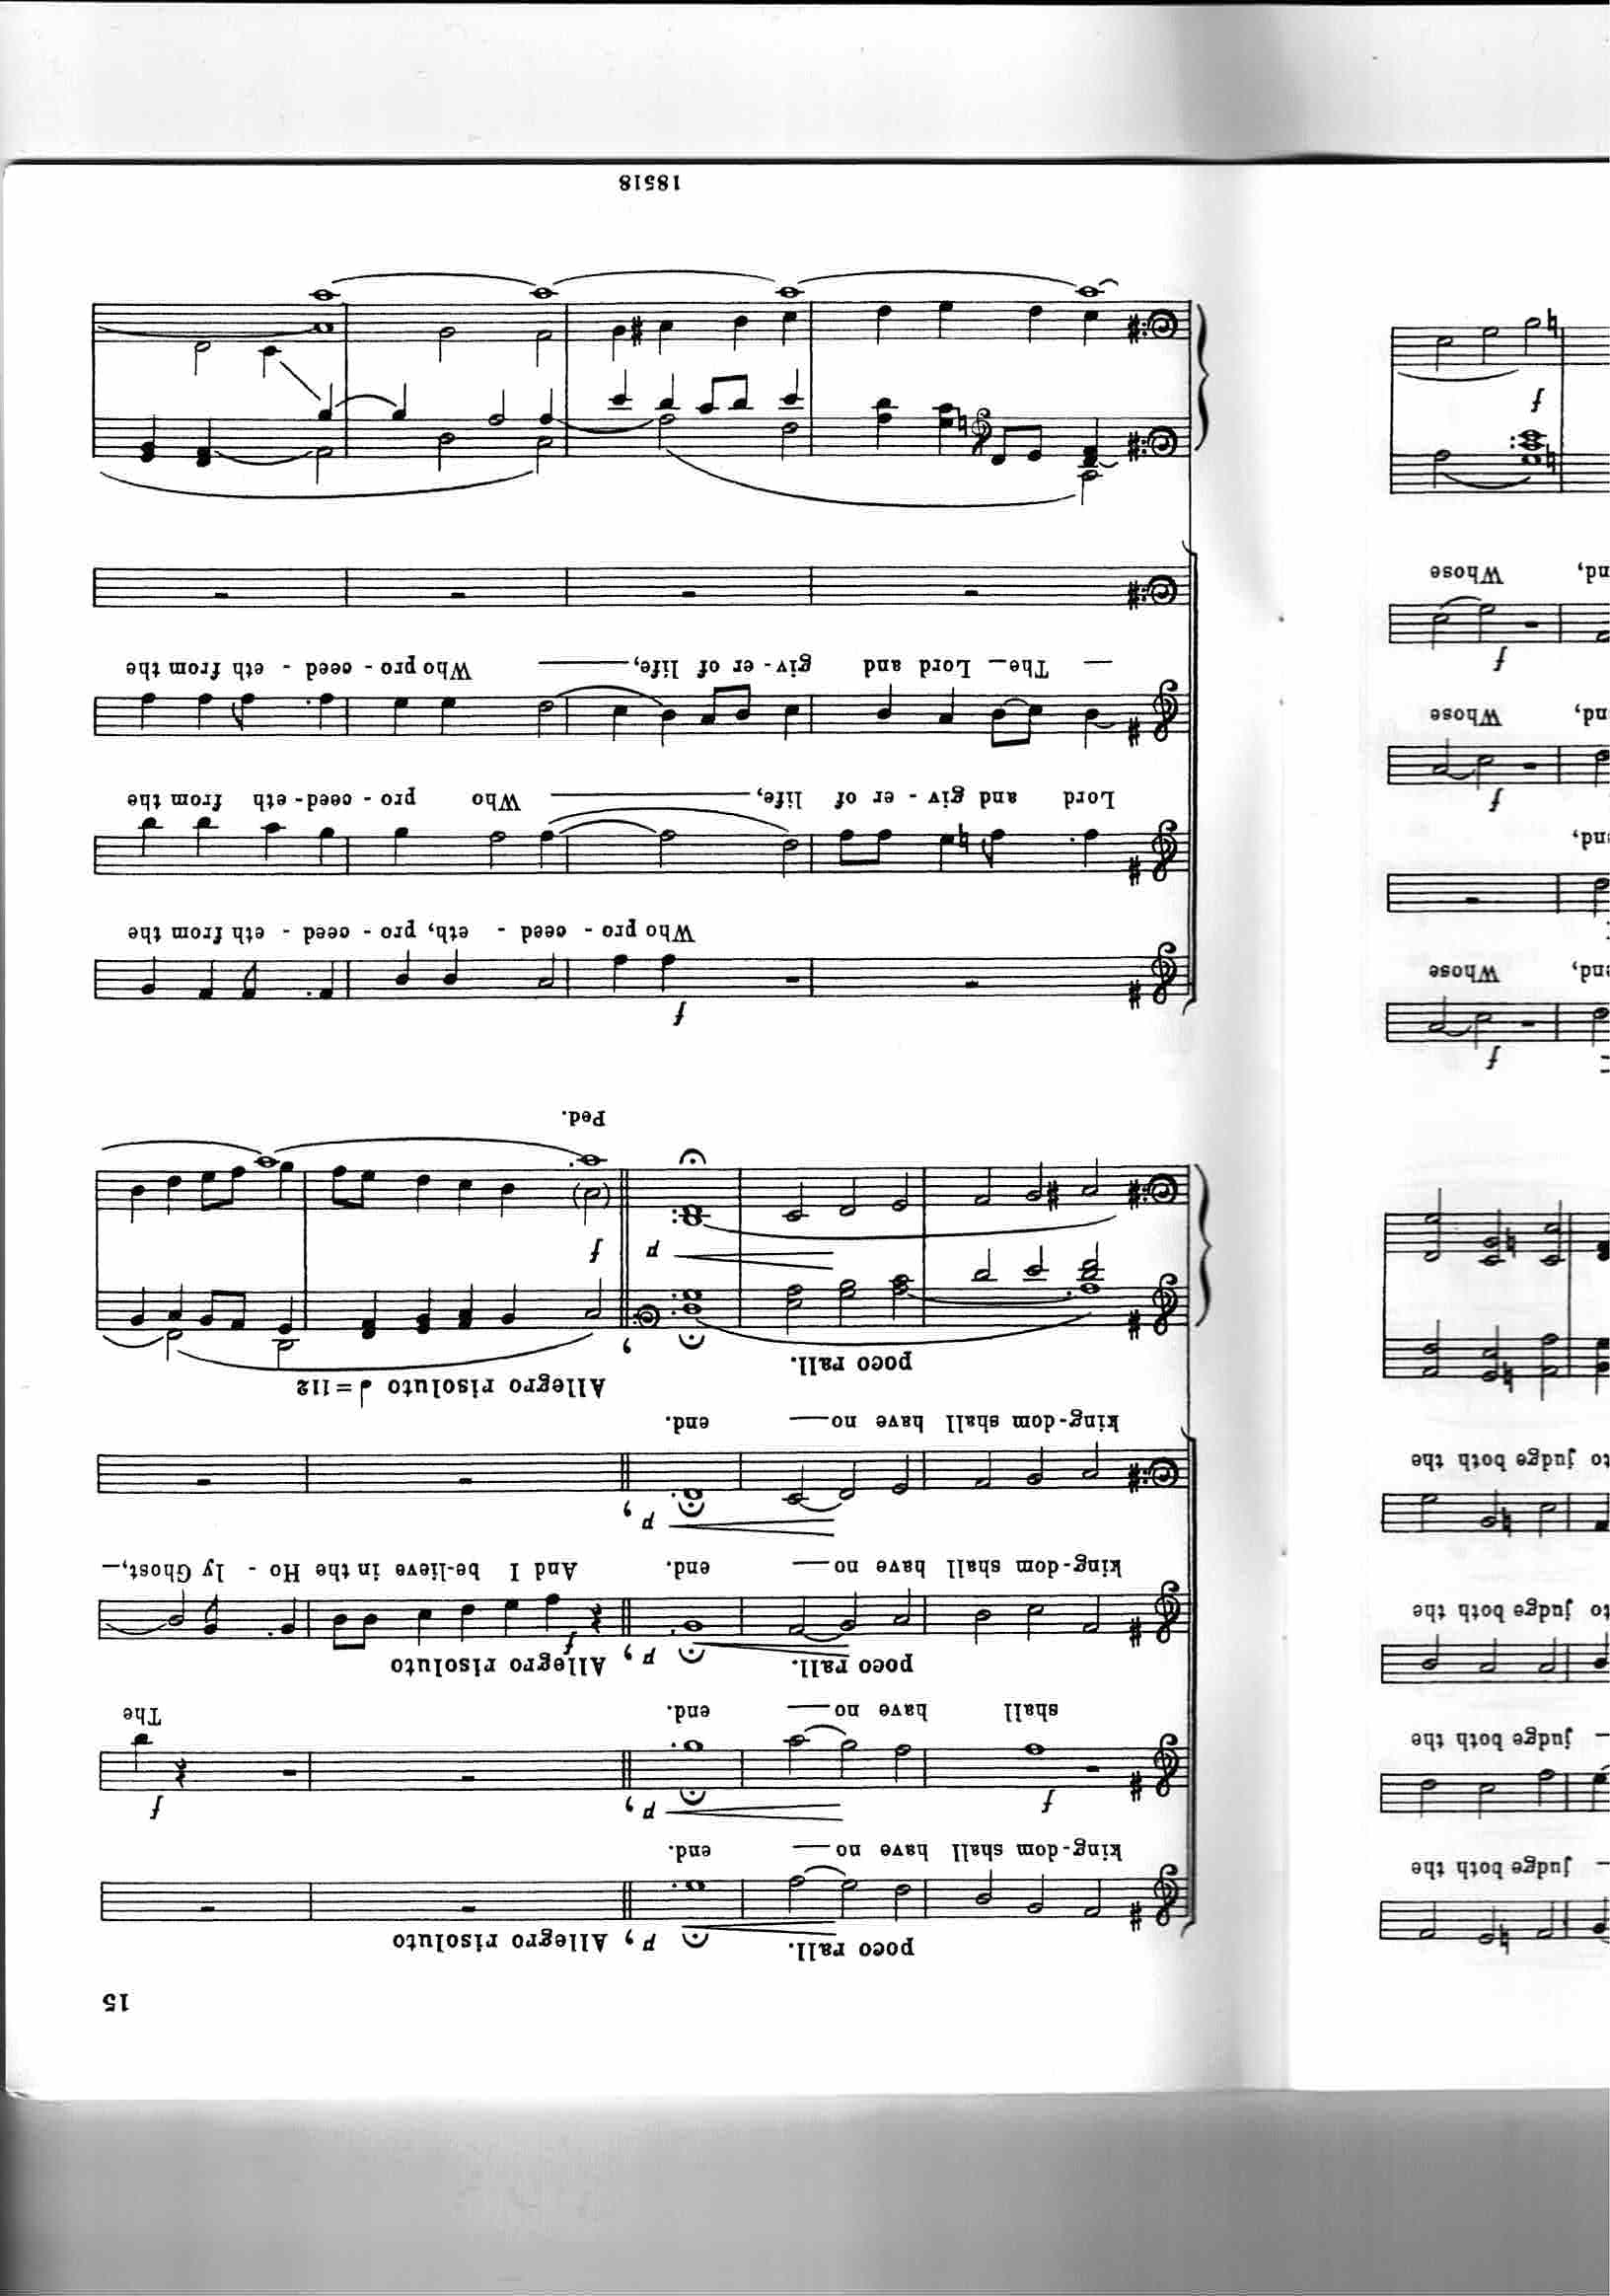 15
poco rall. p, Allegro risoluto
king-dom shall have no end.
f p,
shall have no end. The
f
poco rall. p, Allegro risoluto
f
king-dom shall have no end. And I be-lieve in the Ho - ly Ghost,
p,
king-dom shall have no end.
poco rall. Allegro risoluto ♩=112
p f
Ped.
f
Who pro - ceed - eth, pro - ceed - eth from the
Lord and giv - er of life, Who pro - ceed - eth from the
The Lord and giv - er of life, Who pro - ceed - eth from the
18518
judge both the
judge both the
to judge both the
to judge both the
f
end, Whose
end,
f
end, Whose
f
end, Whose
f